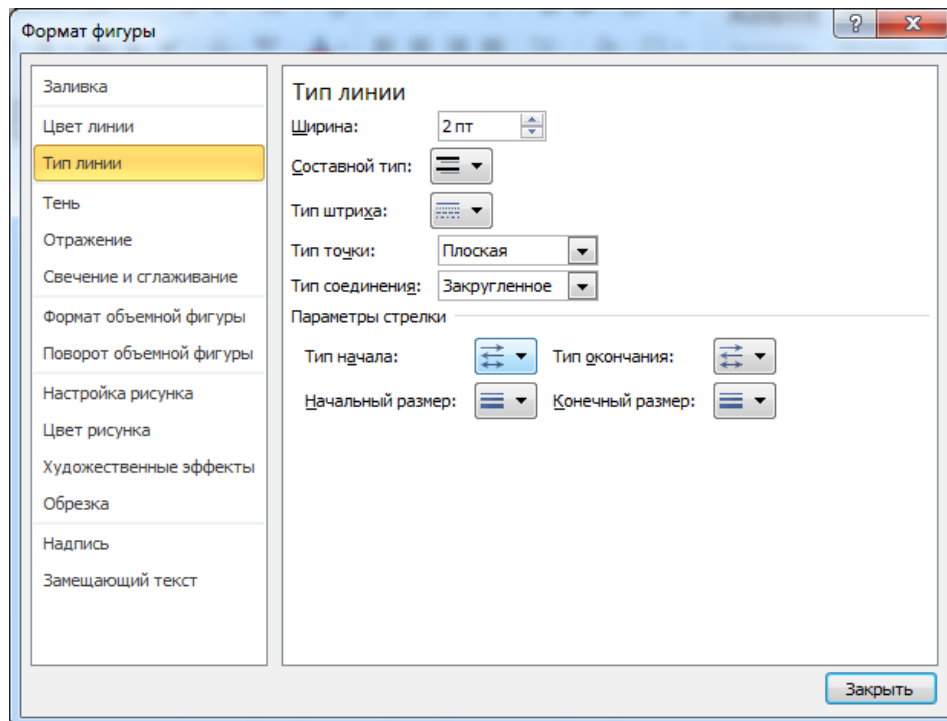 Формат фигуры
Заливка
Цвет линии
Тип линии
Тень
Отражение
Свечение и сглаживание
Формат объемной фигуры
Поворот объемной фигуры
Настройка рисунка
Цвет рисунка
Художественные эффекты
Обрезка
Надпись
Замещающий текст
Тип линии
Ширина: 2 пт
Составной тип:
Тип штриха:
Тип точки: Плоская
Тип соединения: Закругленное
Параметры стрелки
Тип начала: Тип окончания:
Начальный размер: Конечный размер:
Закрыть